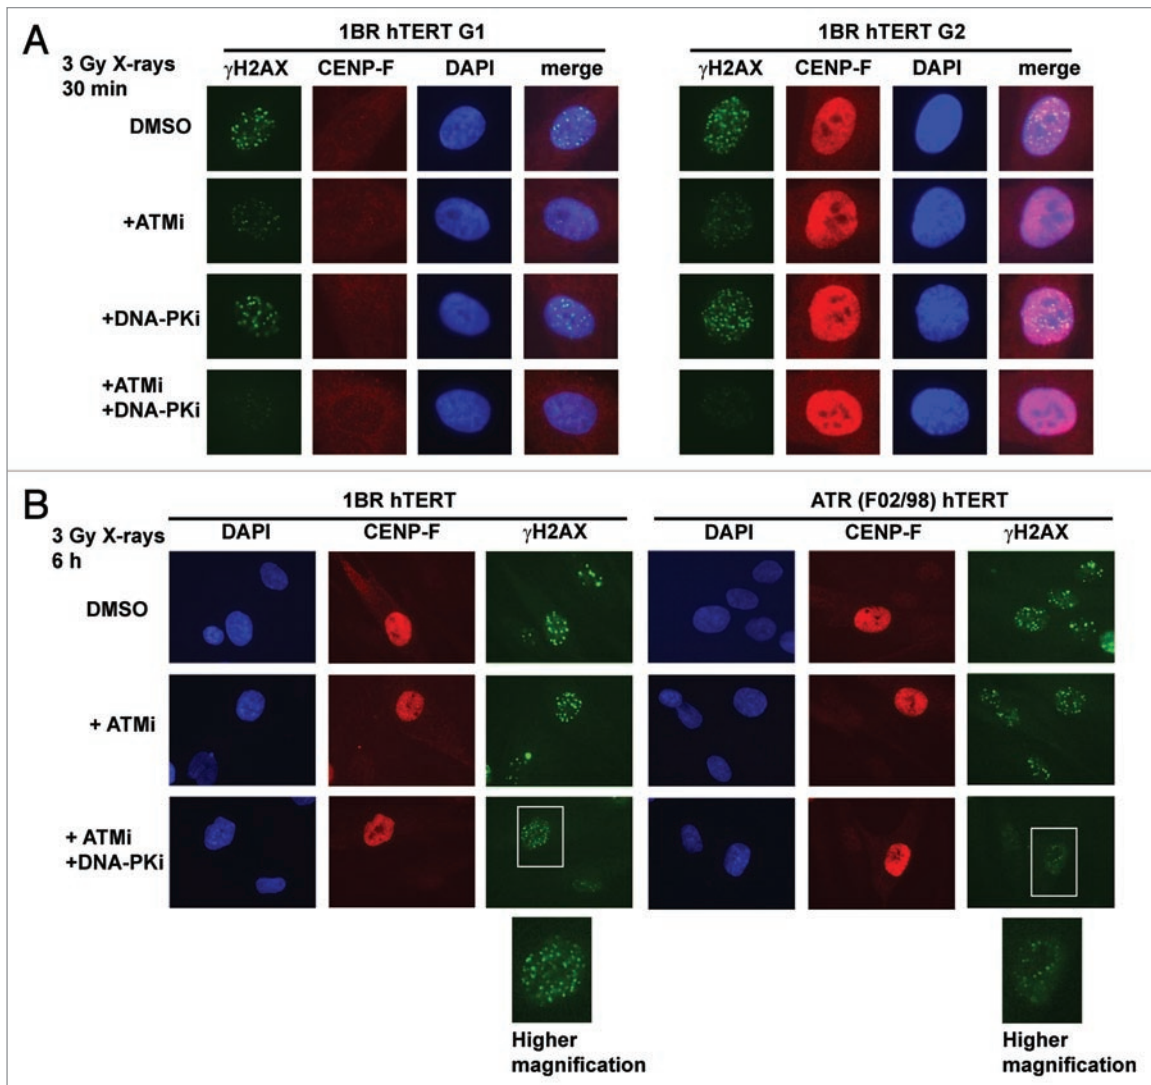 A
1BR hTERT G1
1BR hTERT G2
3 Gy X-rays
30 min
γH2AX CENP-F DAPI merge
γH2AX CENP-F DAPI merge
DMSO
+ATMi
+DNA-PKi
+ATMi
+DNA-PKi
B
1BR hTERT
ATR (F02/98) hTERT
3 Gy X-rays
6 h
DAPI CENP-F γH2AX
DAPI CENP-F γH2AX
DMSO
+ ATMi
+ ATMi
+DNA-PKi
Higher
magnification
Higher
magnification